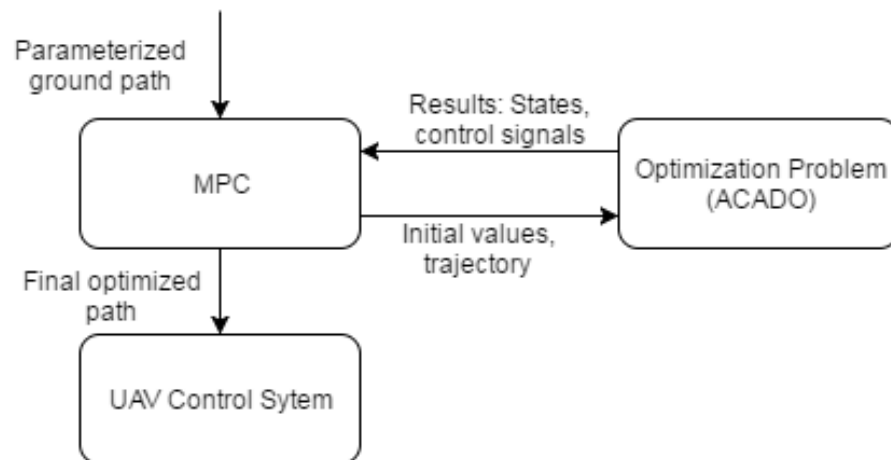 Parameterized
ground path
Results: States,
control signals
MPC
Optimization Problem
(ACADO)
Initial values,
trajectory
Final optimized
path
UAV Control Sytem